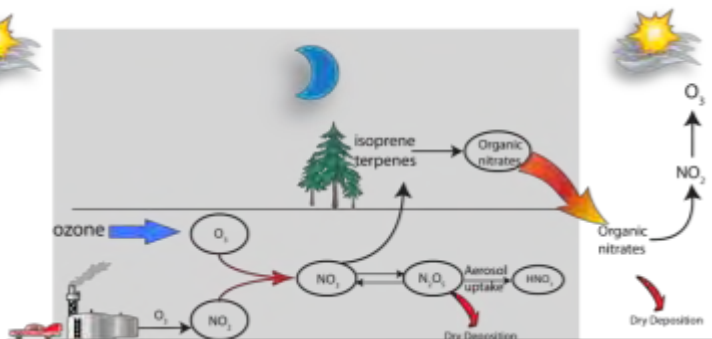 O₃
isoprene
terpenes
Organic
nitrates
NO₂
ozone
O₃
Organic
nitrates
NO₃
N₂O₅
Aerosol
uptake
HNO₃
O₃
NO₂
Dry Deposition
Dry Deposition